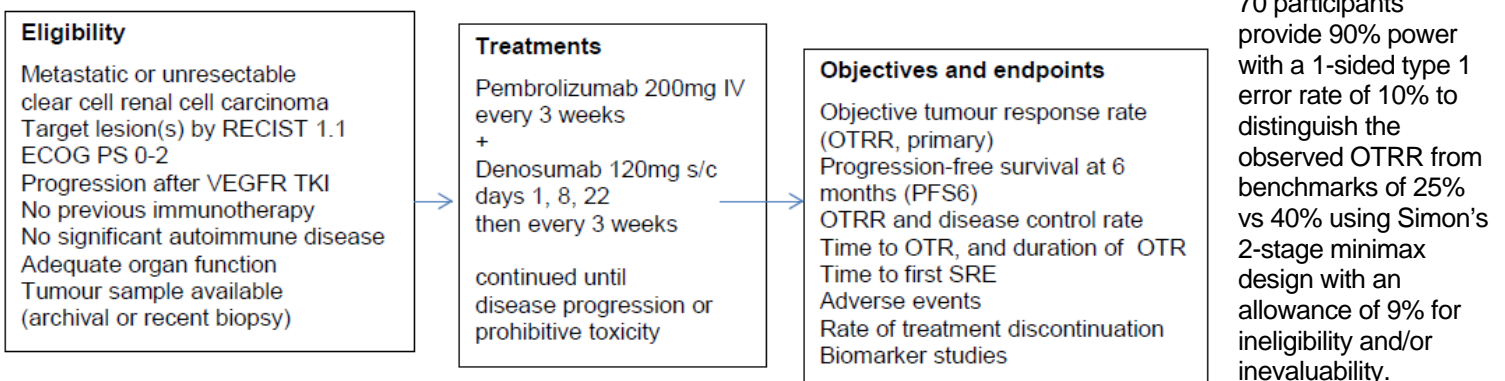 Eligibility
Metastatic or unresectable
clear cell renal cell carcinoma
Target lesion(s) by RECIST 1.1
ECOG PS 0-2
Progression after VEGFR TKI
No previous immunotherapy
No significant autoimmune disease
Adequate organ function
Tumour sample available
(archival or recent biopsy)
Treatments
Pembrolizumab 200mg IV
every 3 weeks
+
Denosumab 120mg s/c
days 1, 8, 22
then every 3 weeks
continued until
disease progression or
prohibitive toxicity
Objectives and endpoints
Objective tumour response rate
(OTRR, primary)
Progression-free survival at 6
months (PFS6)
OTRR and disease control rate
Time to OTR, and duration of OTR
Time to first SRE
Adverse events
Rate of treatment discontinuation
Biomarker studies
70 participants
provide 90% power
with a 1-sided type 1
error rate of 10% to
distinguish the
observed OTRR from
benchmarks of 25%
vs 40% using Simon's
2-stage minimax
design with an
allowance of 9% for
ineligibility and/or
inevaluability.